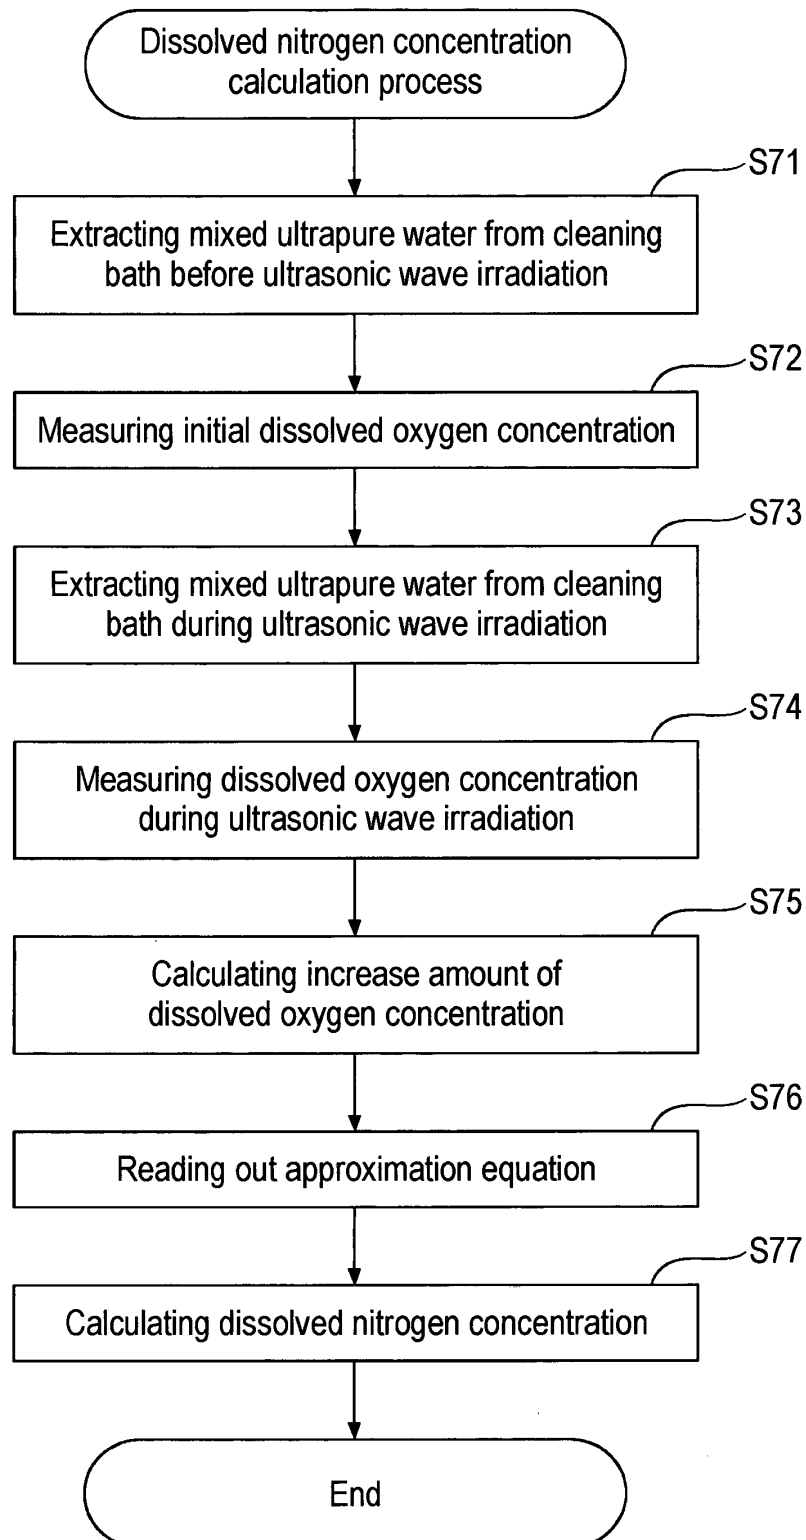 Dissolved nitrogen concentration
calculation process
S71
Extracting mixed ultrapure water from cleaning
bath before ultrasonic wave irradiation
S72
Measuring initial dissolved oxygen concentration
S73
Extracting mixed ultrapure water from cleaning
bath during ultrasonic wave irradiation
S74
Measuring dissolved oxygen concentration
during ultrasonic wave irradiation
S75
Calculating increase amount of
dissolved oxygen concentration
S76
Reading out approximation equation
S77
Calculating dissolved nitrogen concentration
End